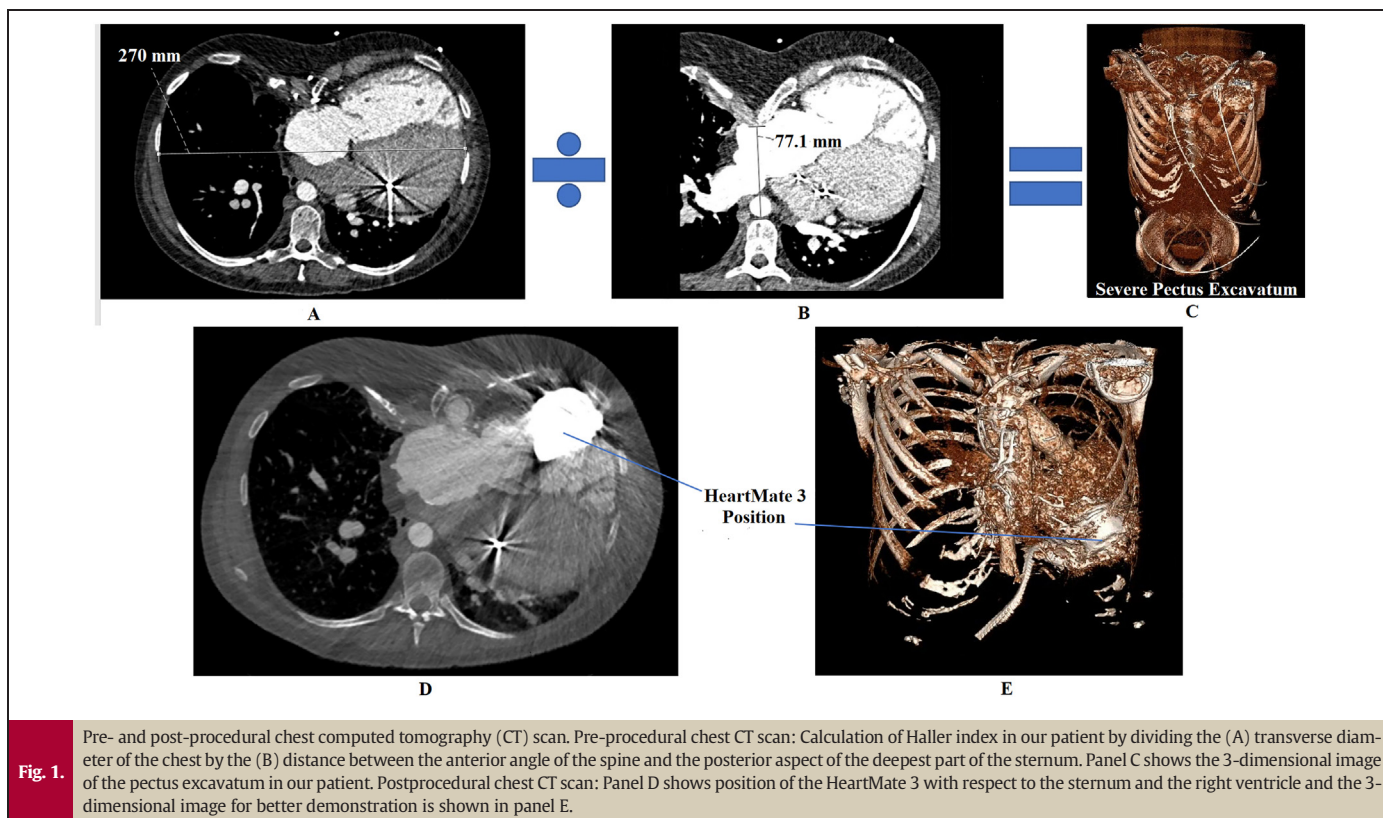 270 mm
77.1 mm
Severe Pectus Excavatum
A
B
C
HeartMate 3
Position
D
E
Fig. 1.
Pre- and post-procedural chest computed tomography (CT) scan. Pre-procedural chest CT scan: Calculation of Haller index in our patient by dividing the (A) transverse diam-
eter of the chest by the (B) distance between the anterior angle of the spine and the posterior aspect of the deepest part of the sternum. Panel C shows the 3-dimensional image
of the pectus excavatum in our patient. Postprocedural chest CT scan: Panel D shows position of the HeartMate 3 with respect to the sternum and the right ventricle and the 3-
dimensional image for better demonstration is shown in panel E.